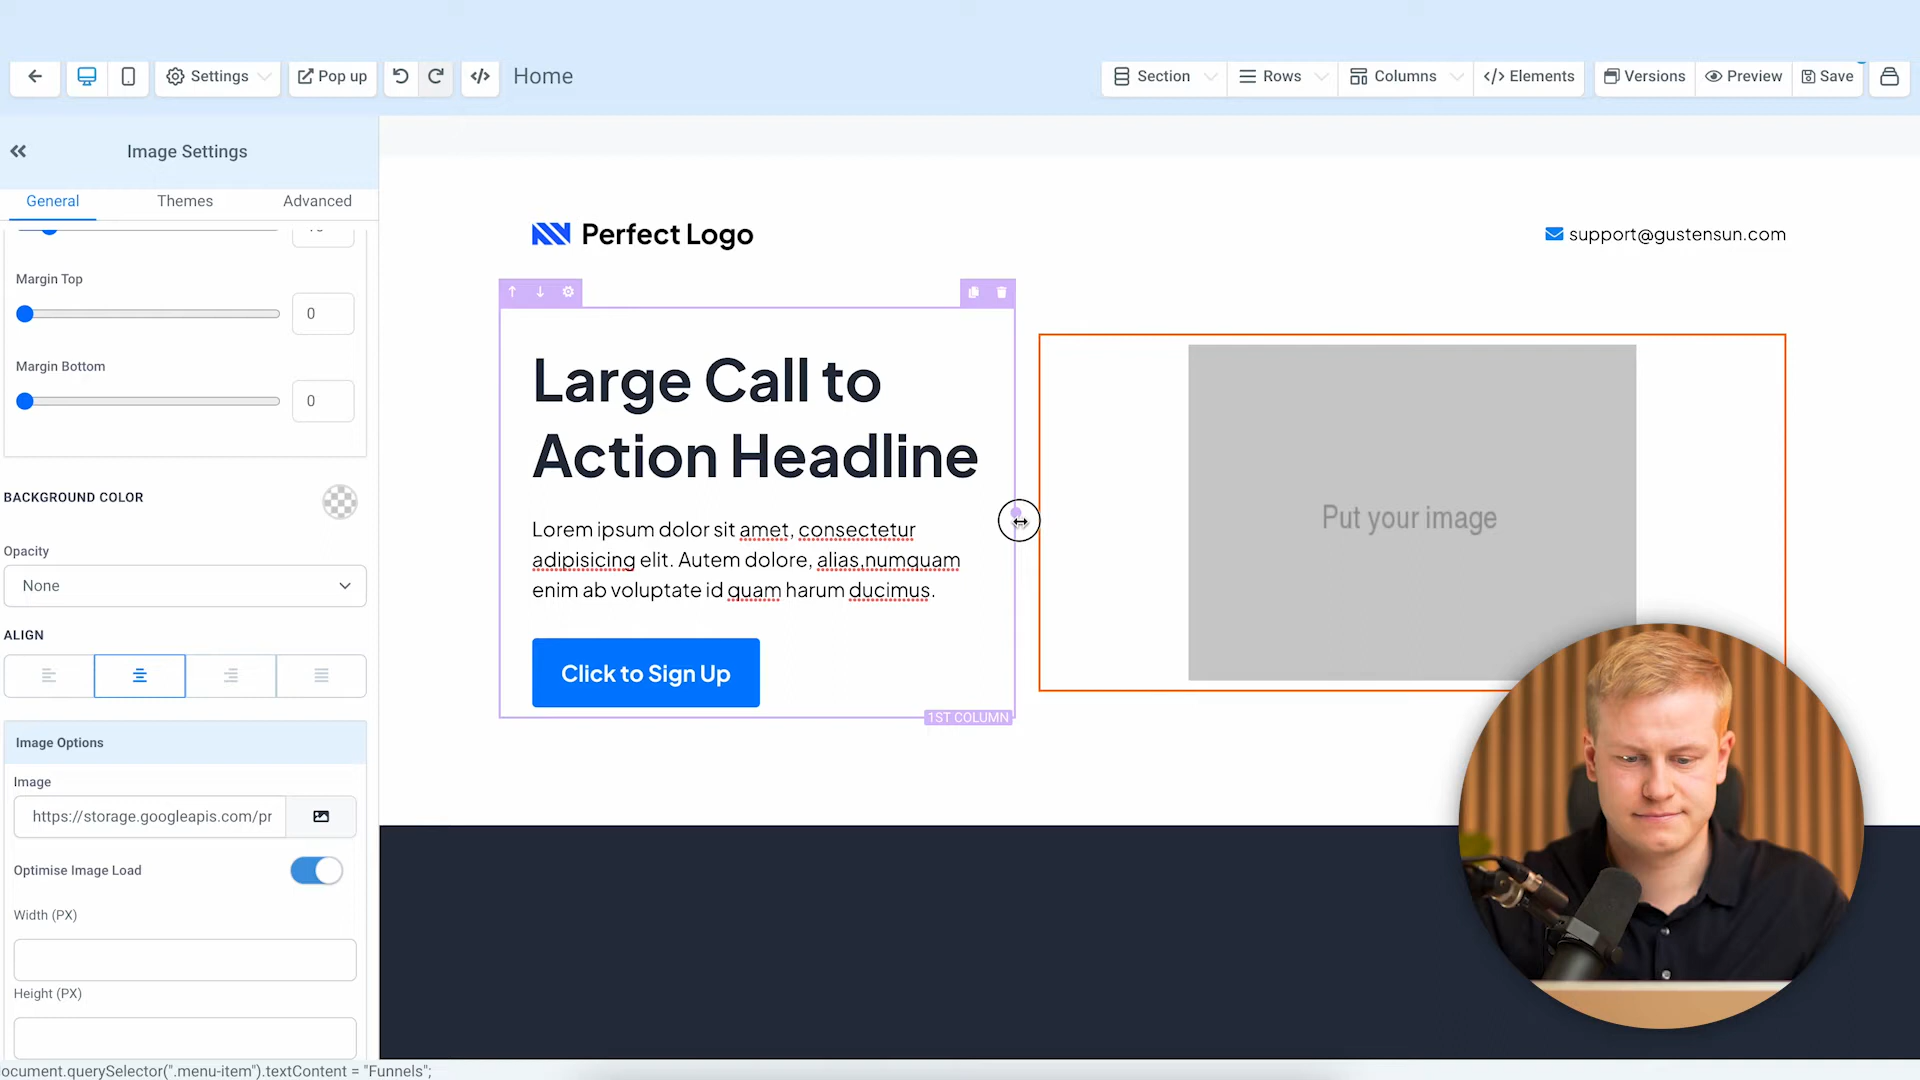 Settings
Pop up
Home
Section
Rows
Columns
</> Elements
Versions
Preview
Save
Image Settings
General
Themes
Advanced
Margin Top
0
Margin Bottom
0
BACKGROUND COLOR
Opacity
None
ALIGN
Image Options
Image
https://storage.googleapis.com/pr
Optimise Image Load
Width (PX)
Height (PX)
Perfect Logo
support@gustensun.com
Large Call to
Action Headline
Lorem ipsum dolor sit amet, consectetur
adipisicing elit. Autem dolore, alias,numquam
enim ab voluptate id quam harum ducimus.
Click to Sign Up
1ST COLUMN
Put your image
ocument.querySelector(".menu-item").textContent = "Funnels";